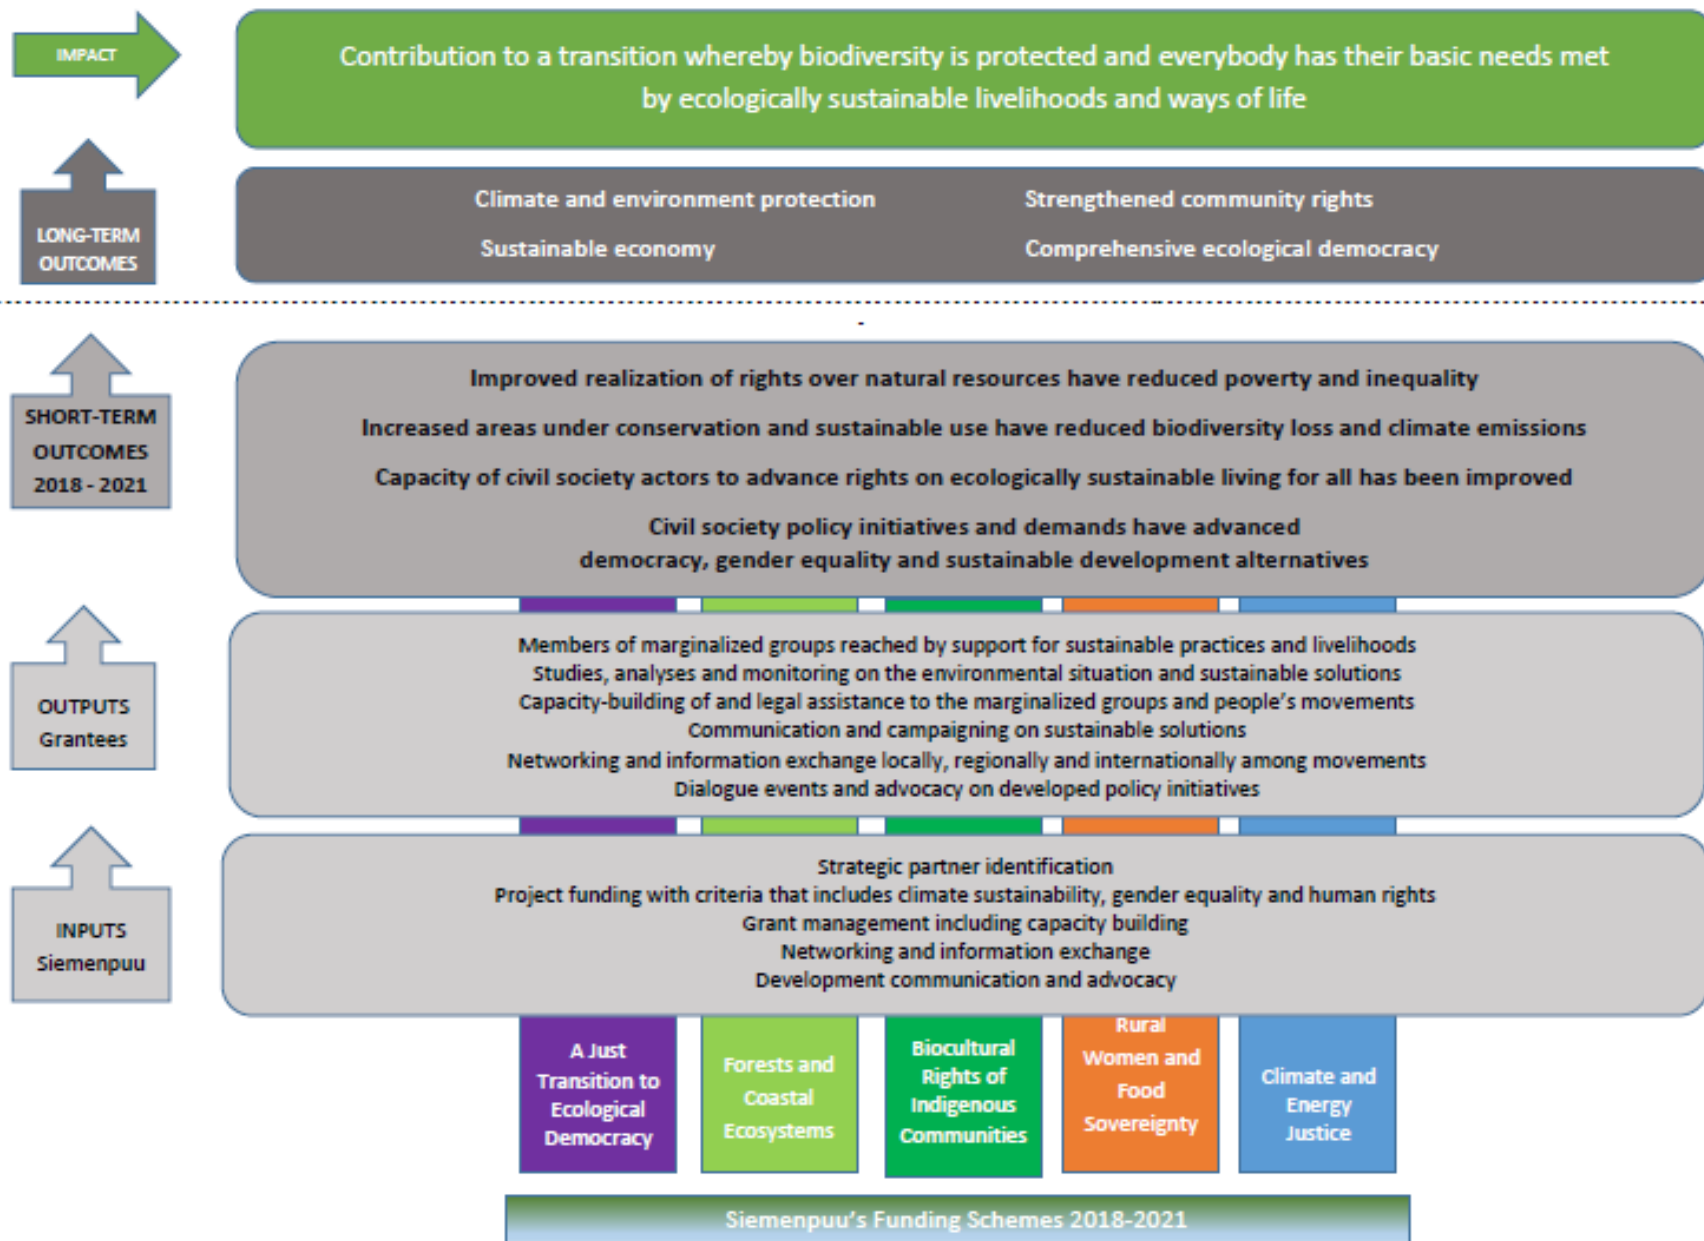 IMPACT
Contribution to a transition whereby biodiversity is protected and everybody has their basic needs met
by ecologically sustainable livelihoods and ways of life
LONG-TERM
OUTCOMES
Climate and environment protection
Strengthened community rights
Sustainable economy
Comprehensive ecological democracy
SHORT-TERM
OUTCOMES
2018 - 2021
Improved realization of rights over natural resources have reduced poverty and inequality
Increased areas under conservation and sustainable use have reduced biodiversity loss and climate emissions
Capacity of civil society actors to advance rights on ecologically sustainable living for all has been improved
Civil society policy initiatives and demands have advanced
democracy, gender equality and sustainable development alternatives
OUTPUTS
Grantees
Members of marginalized groups reached by support for sustainable practices and livelihoods
Studies, analyses and monitoring on the environmental situation and sustainable solutions
Capacity-building of and legal assistance to the marginalized groups and people's movements
Communication and campaigning on sustainable solutions
Networking and information exchange locally, regionally and internationally among movements
Dialogue events and advocacy on developed policy initiatives
INPUTS
Siemenpuu
Strategic partner identification
Project funding with criteria that includes climate sustainability, gender equality and human rights
Grant management including capacity building
Networking and information exchange
Development communication and advocacy
A Just
Transition to
Ecological
Democracy
Forests and
Coastal
Ecosystems
Biocultural
Rights of
Indigenous
Communities
Rural
Women and
Food
Sovereignty
Climate and
Energy
Justice
Siemenpuu's Funding Schemes 2018-2021